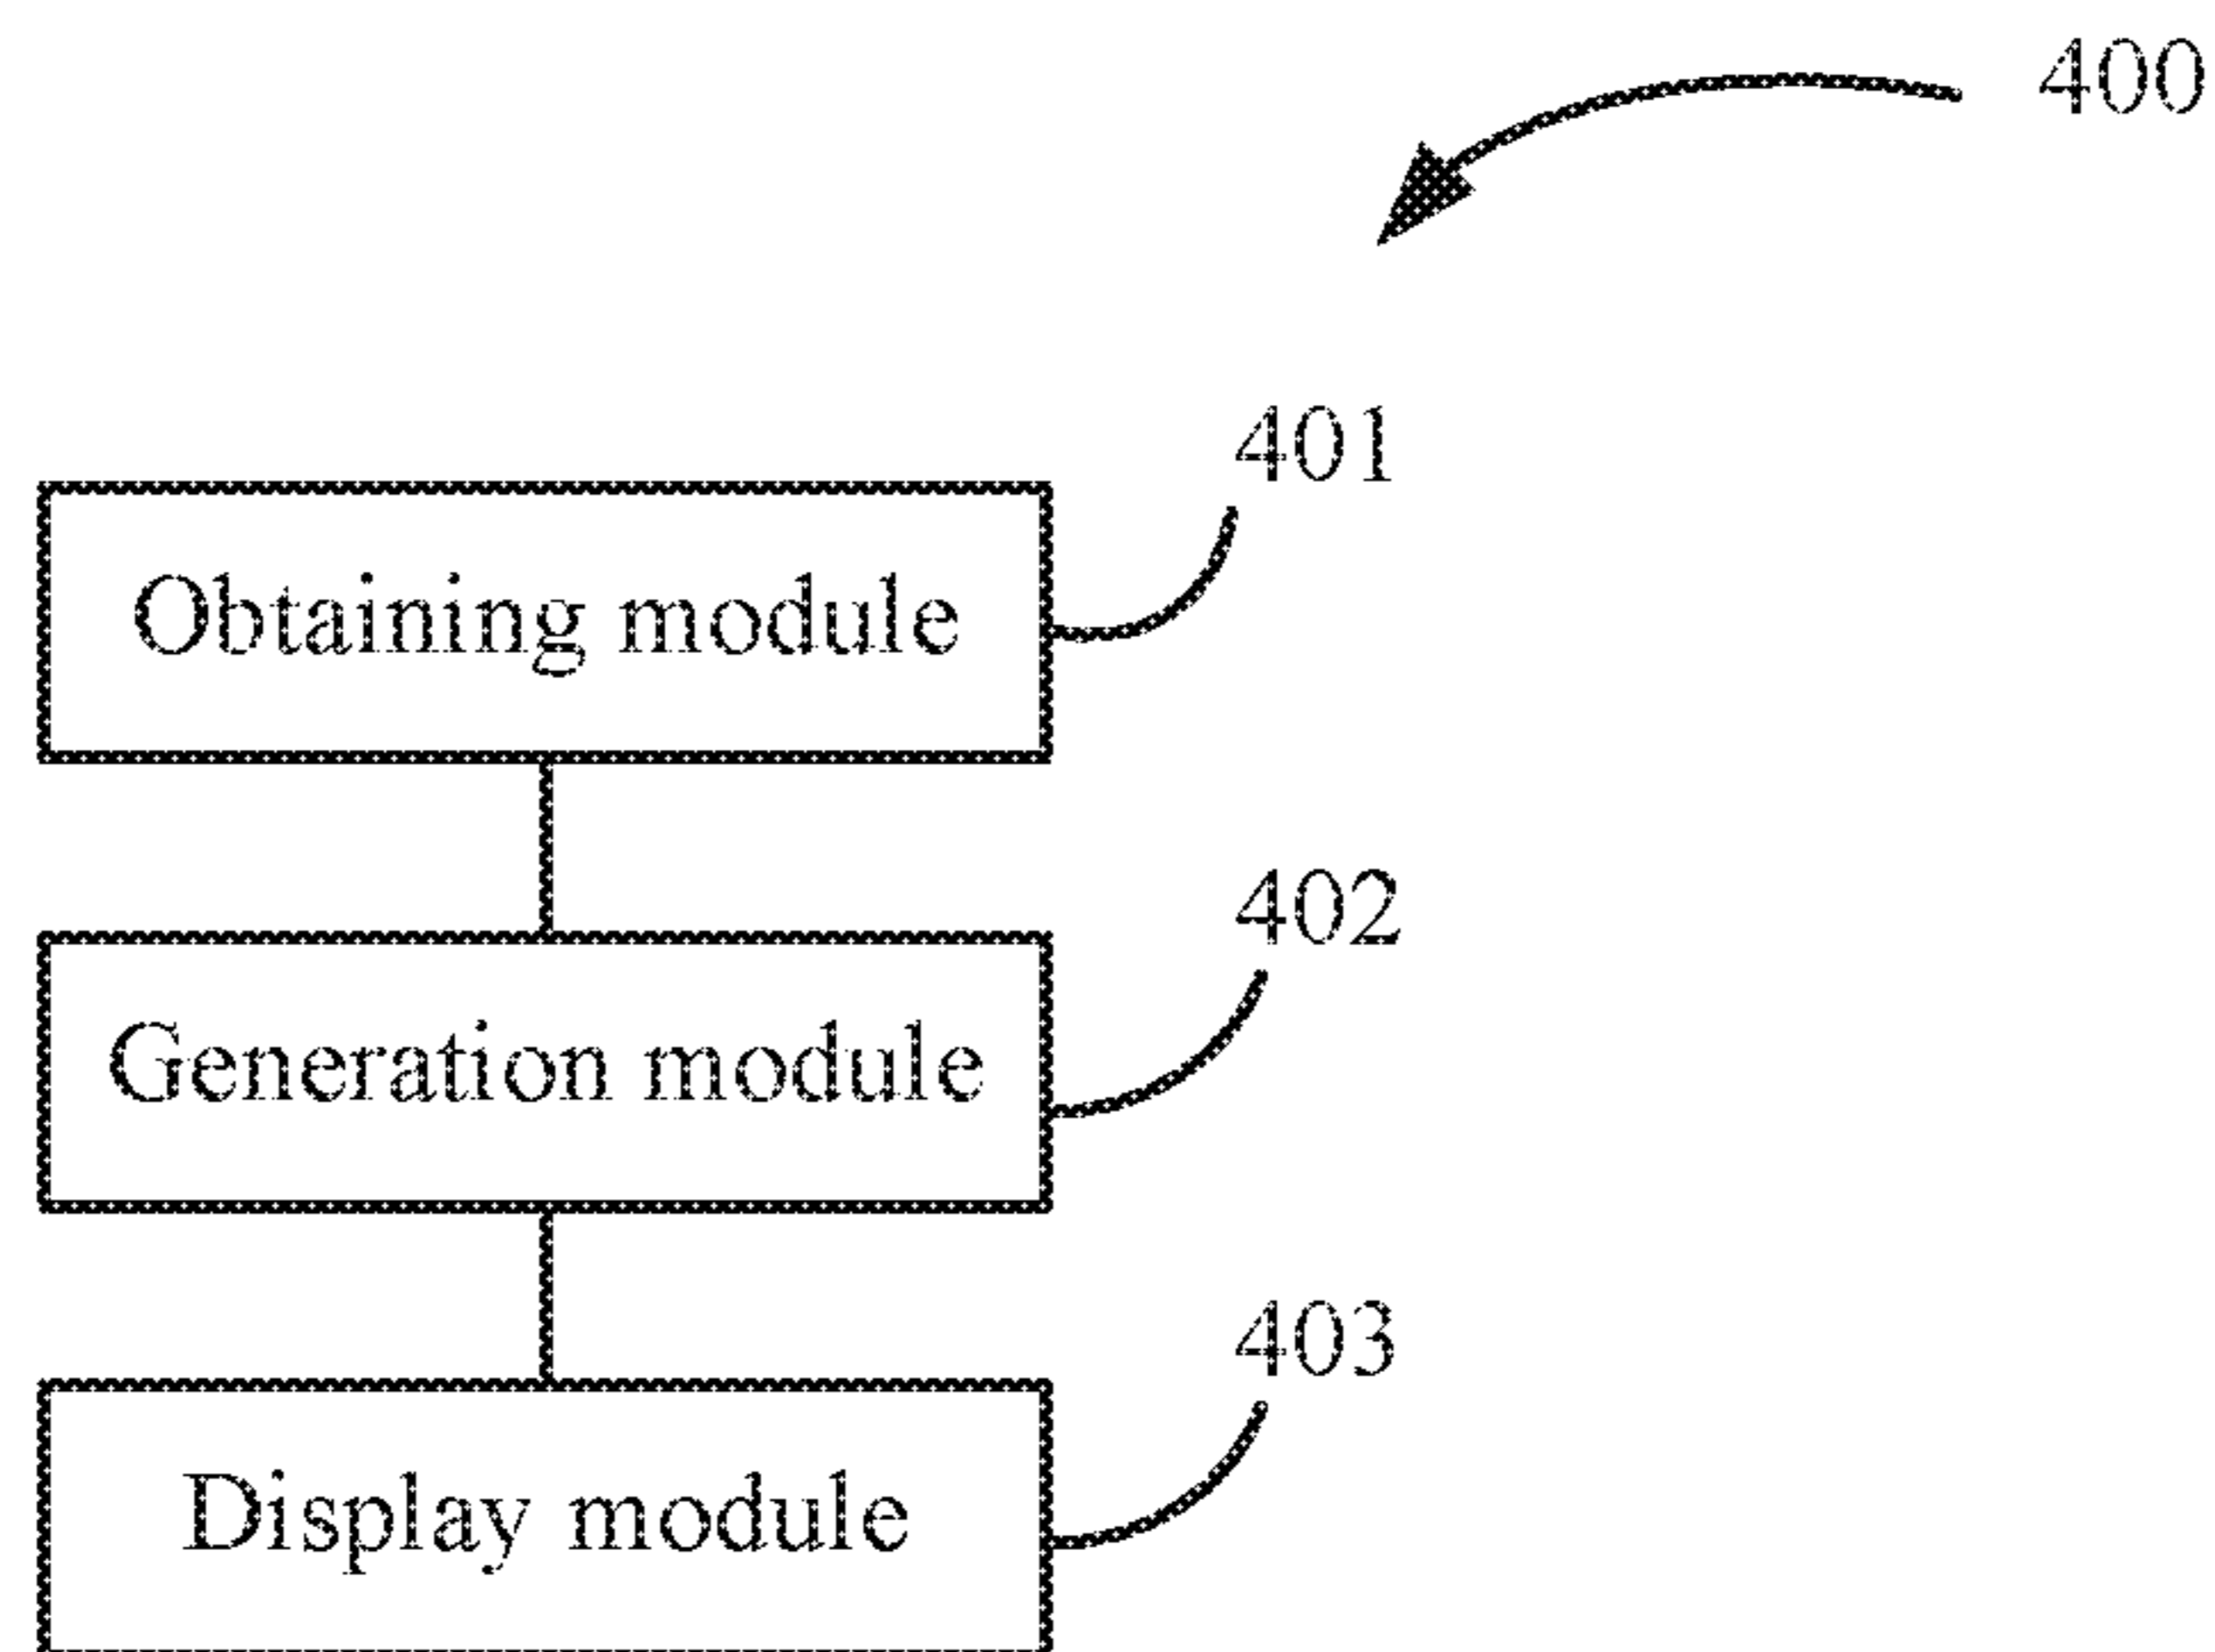 400
401
Obtaining module
402
Generation module
403
Display module